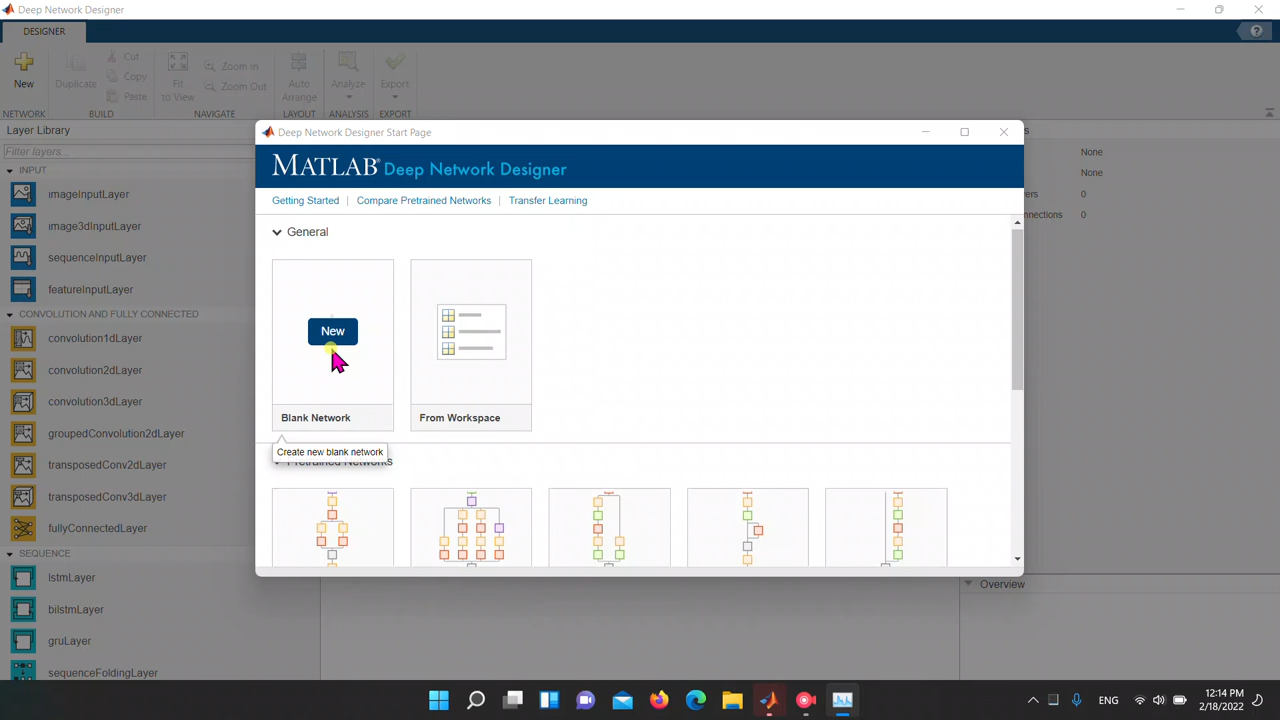 Deep Network Designer
DESIGNER
New
Duplicate
Cut
Copy
Paste
Fit
to View
Zoom In
Zoom Out
Auto
Arrange
Analyze
Export
NETWORK
BUILD
NAVIGATE
LAYOUT
ANALYSIS
EXPORT
Layer Library
Filter layers...
INPUT
imageInputLayer
image3dInputLayer
sequenceInputLayer
featureInputLayer
CONVOLUTION AND FULLY CONNECTED
convolution1dLayer
convolution2dLayer
convolution3dLayer
groupedConvolution2dLayer
transposedConv2dLayer
transposedConv3dLayer
fullyConnectedLayer
SEQUENCE
lstmLayer
bilstmLayer
gruLayer
sequenceFoldingLayer
Deep Network Designer Start Page
MATLAB® Deep Network Designer
Getting Started | Compare Pretrained Networks | Transfer Learning
General
New
Blank Network
From Workspace
Create new blank network
Pretrained Networks
None
None
0
nnections 0
Overview
ENG
12:14 PM
2/18/2022